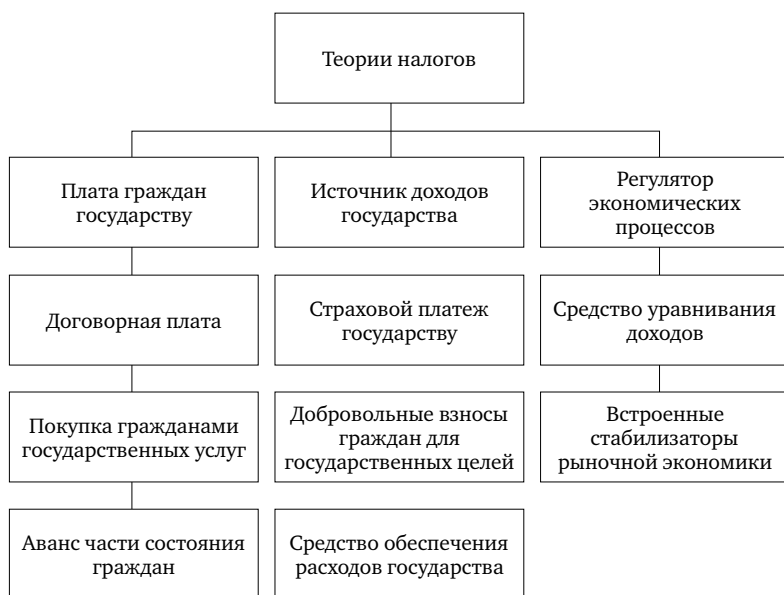 Теории налогов
Плата граждан
государству
Источник доходов
государства
Регулятор
экономических
процессов
Договорная плата
Страховой платеж
государству
Средство уравнивания
доходов
Покупка гражданами
государственных услуг
Добровольные взносы
граждан для
государственных целей
Встроенные
стабилизаторы
рыночной экономики
Аванс части состояния
граждан
Средство обеспечения
расходов государства